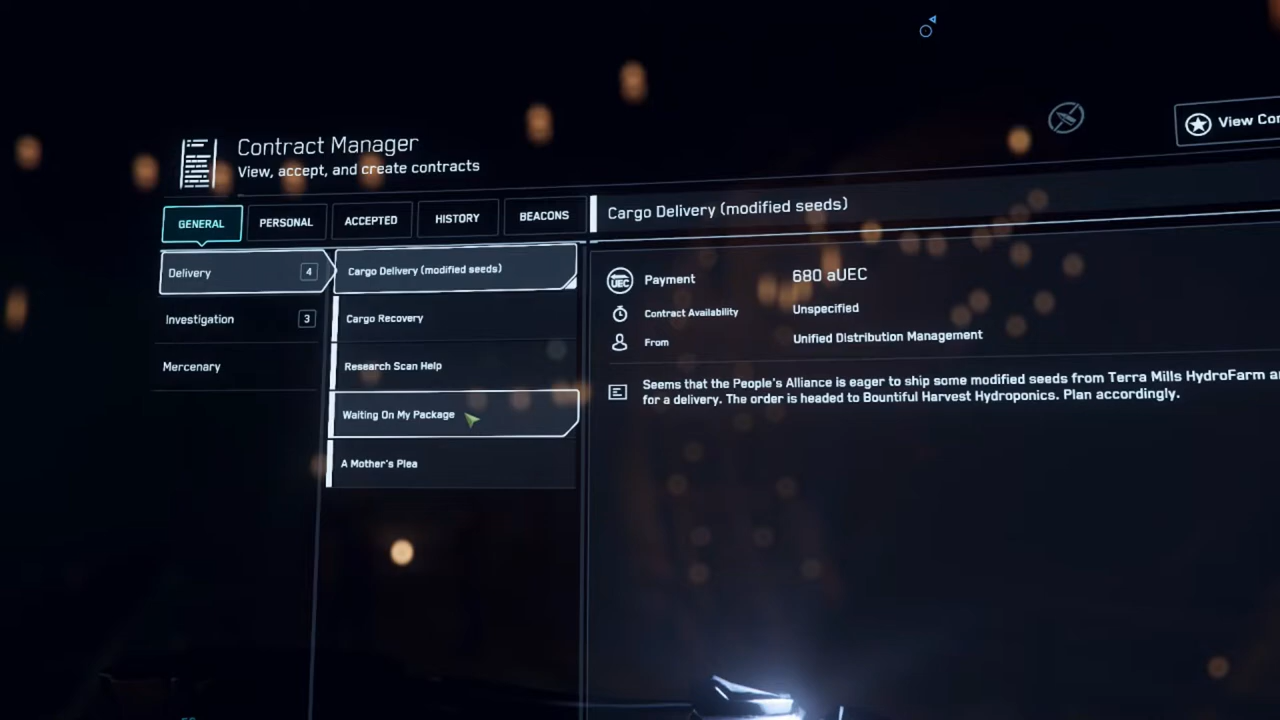 Contract Manager
View, accept, and create contracts
View
GENERAL
PERSONAL
ACCEPTED
HISTORY
BEACONS
Delivery
4
Investigation
3
Mercenary
Cargo Delivery (modified seeds)
Cargo Recovery
Research Scan Help
Waiting On My Package
A Mother's Plea
Cargo Delivery (modified seeds)
UEC
Payment
680 aUEC
Contract Availability
Unspecified
From
Unified Distribution Management
Seems that the People's Alliance is eager to ship some modified seeds from Terra Mills HydroFarm
for a delivery. The order is headed to Bountiful Harvest Hydroponics. Plan accordingly.